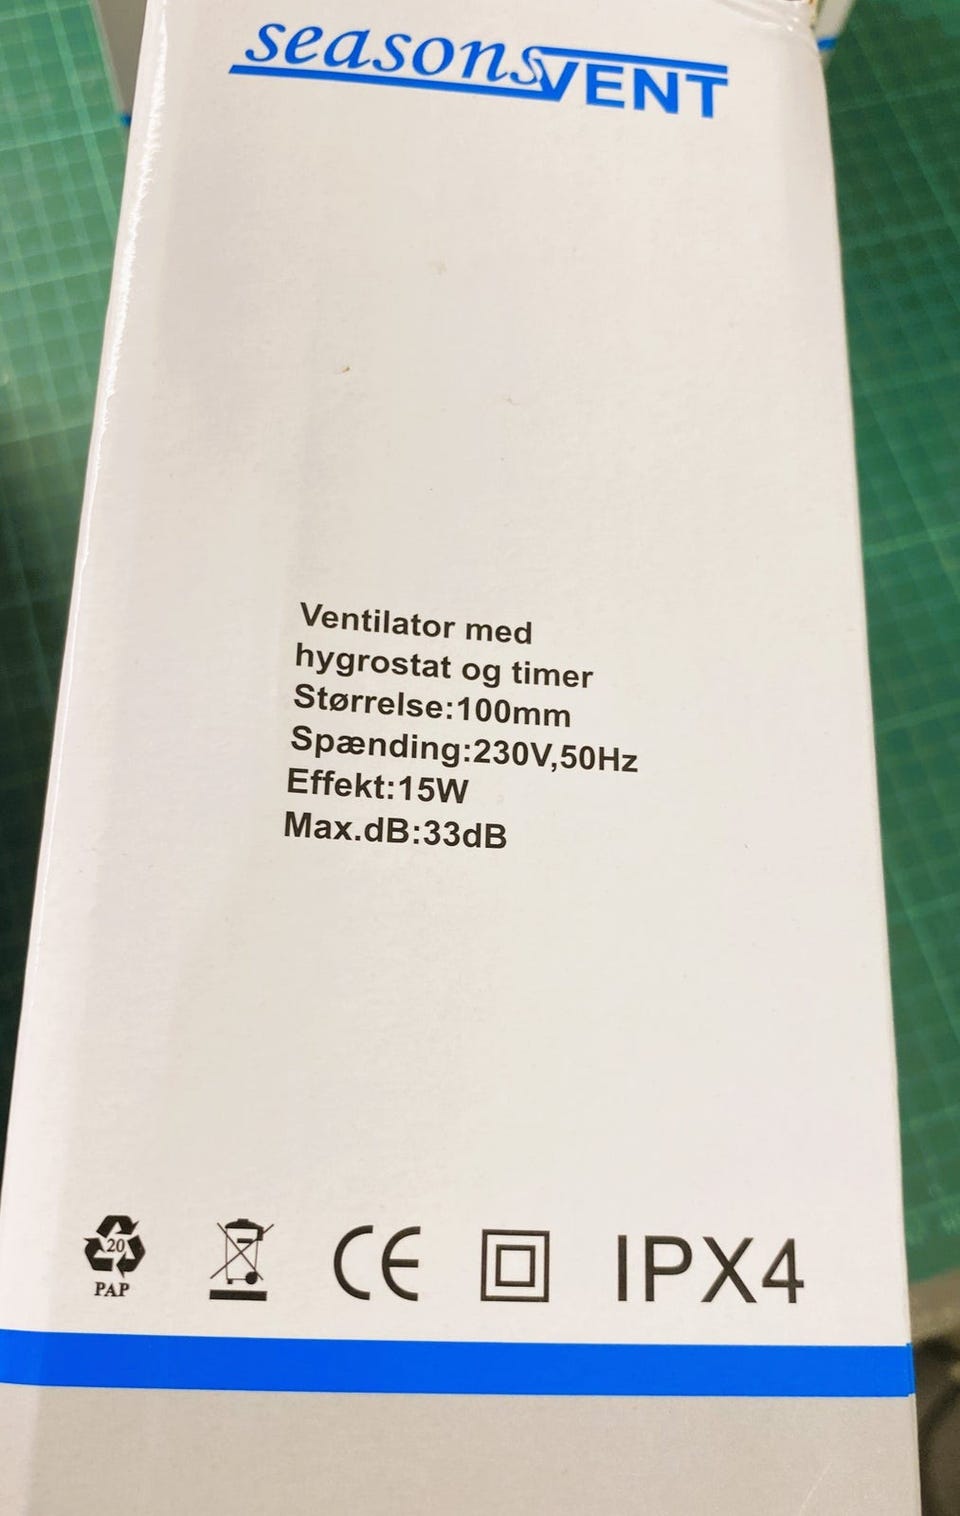 seasonsVENT
Ventilator med
hygrostat og timer
Størrelse:100mm
Spænding:230V,50Hz
Effekt:15W
Max.dB:33dB
20
PAP
CE
IPX4